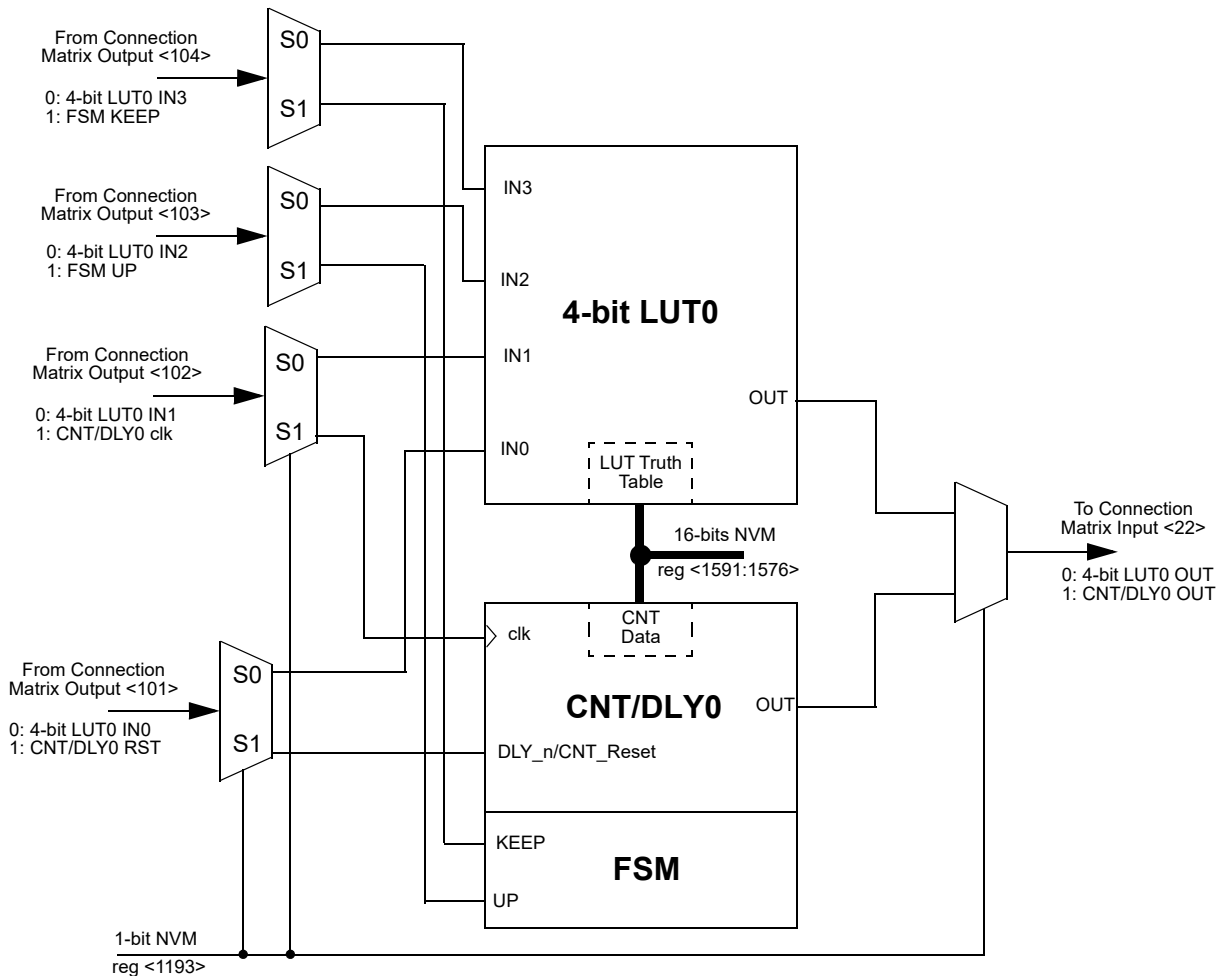 From Connection
Matrix Output <104>
0: 4-bit LUT0 IN3
1: FSM KEEP
S0
S1
From Connection
Matrix Output <103>
0: 4-bit LUT0 IN2
1: FSM UP
S0
S1
From Connection
Matrix Output <102>
0: 4-bit LUT0 IN1
1: CNT/DLY0 clk
S0
S1
From Connection
Matrix Output <101>
0: 4-bit LUT0 IN0
1: CNT/DLY0 RST
S0
S1
IN3
IN2
IN1
IN0
4-bit LUT0
OUT
LUT Truth
Table
16-bits NVM
reg <1591:1576>
CNT
Data
clk
CNT/DLY0
OUT
DLY_n/CNT_Reset
KEEP
UP
FSM
To Connection
Matrix Input <22>
0: 4-bit LUT0 OUT
1: CNT/DLY0 OUT
1-bit NVM
reg <1193>